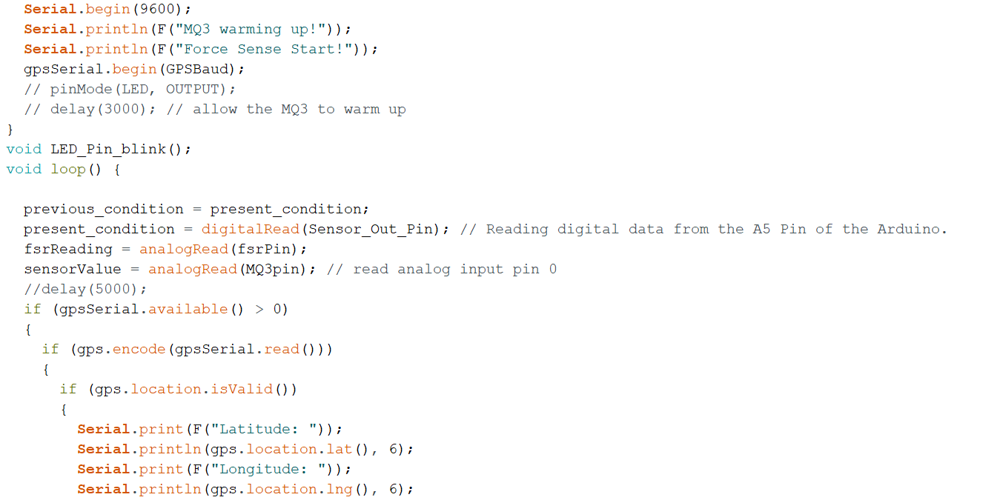 Serial.begin(9600);
Serial.println(F("MQ3 warming up!"));
Serial.println(F("Force Sense Start!"));
gpsSerial.begin(GPSBaud);
// pinMode(LED, OUTPUT);
// delay(3000); // allow the MQ3 to warm up
}
void LED_Pin_blink();
void loop() {
previous_condition = present_condition;
present_condition = digitalRead(Sensor_Out_Pin); // Reading digital data from the A5 Pin of the Arduino.
fsrReading = analogRead(fsrPin);
sensorValue = analogRead(MQ3pin); // read analog input pin 0
//delay(5000);
if (gpsSerial.available() > 0)
{
if (gps.encode(gpsSerial.read()))
{
if (gps.location.isValid())
{
Serial.print(F("Latitude: "));
Serial.println(gps.location.lat(), 6);
Serial.print(F("Longitude: "));
Serial.println(gps.location.lng(), 6);